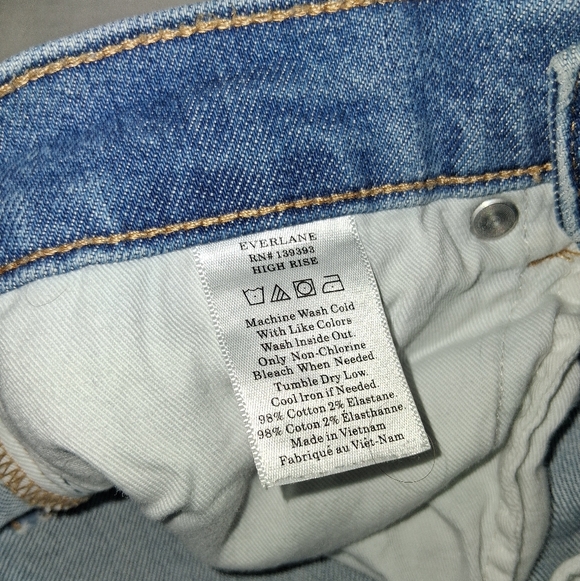 EVERLANE
RN# 139393
HIGH RISE
Machine Wash Cold
With Like Colors
Wash Inside Out.
Only Non-Chlorine
Bleach When Needed.
Tumble Dry Low.
Cool Iron if Needed.
98% Cotton 2% Elastane.
98% Coton 2% Élasthanne.
Made in Vietnam
Fabriqué au Viêt-Nam